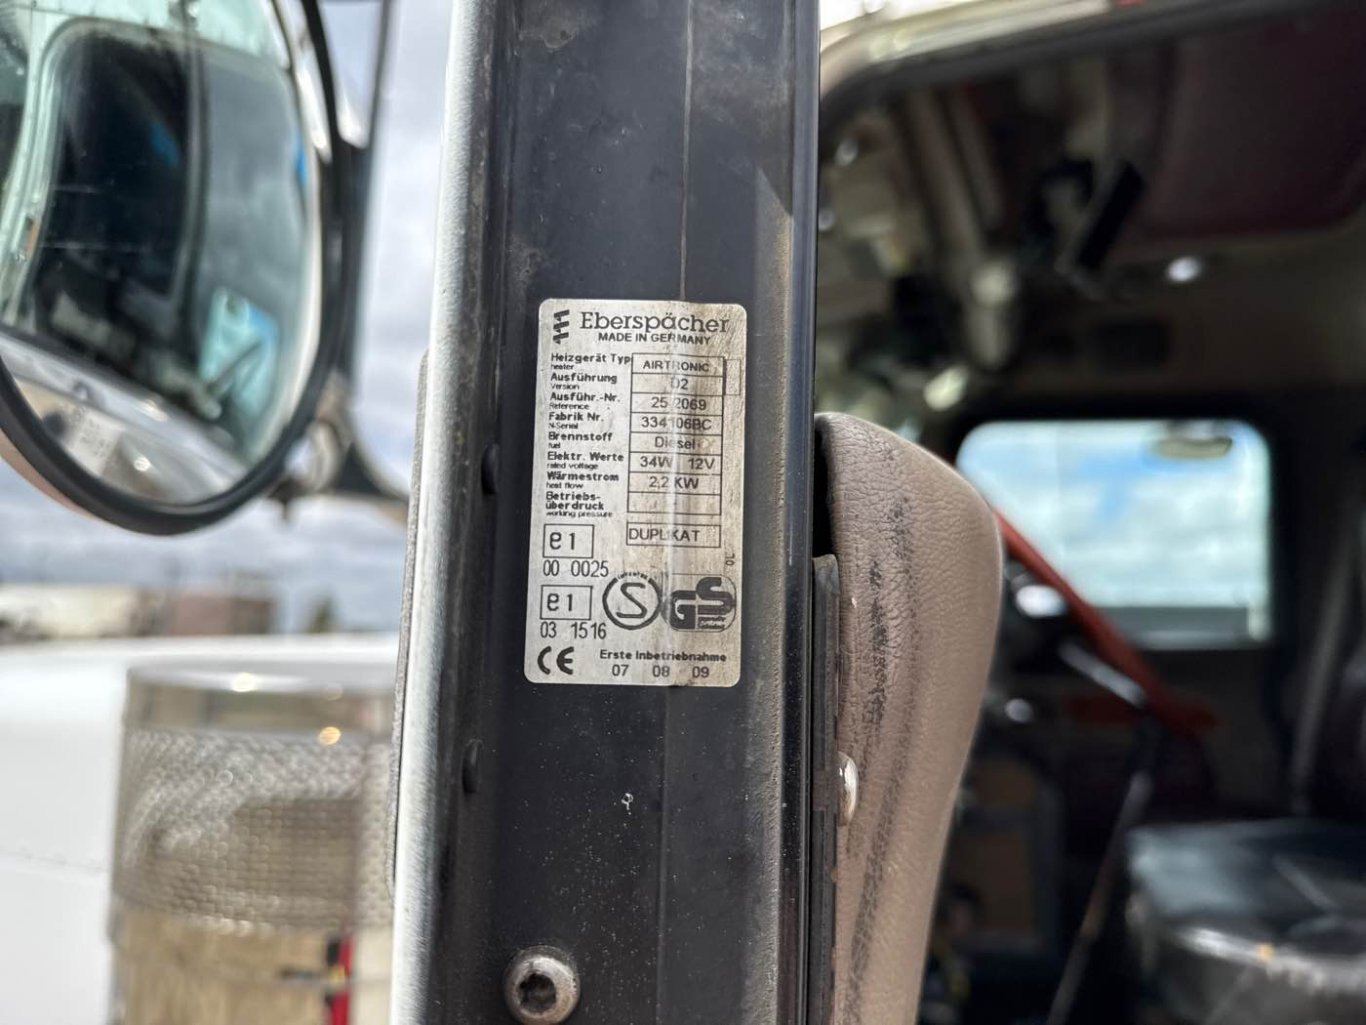 Eberspächer
MADE IN GERMANY
Heizgerät Typ AIRTRONIC
heater
Ausführung D2
Version
Ausführ.-Nr. 25 2069
Reference
Fabrik Nr. 334106BC
N-Serial
Brennstoff Diesel
fuel
Elektr. Werte 34W 12V
rated voltage
Wärmestrom 2,2 KW
heat flow
Betriebs-
überdruck
working pressure
e1 DUPLIKAT
00 0025
e1 S GS
03 1516
CE Erste Inbetriebnahme
07 08 09